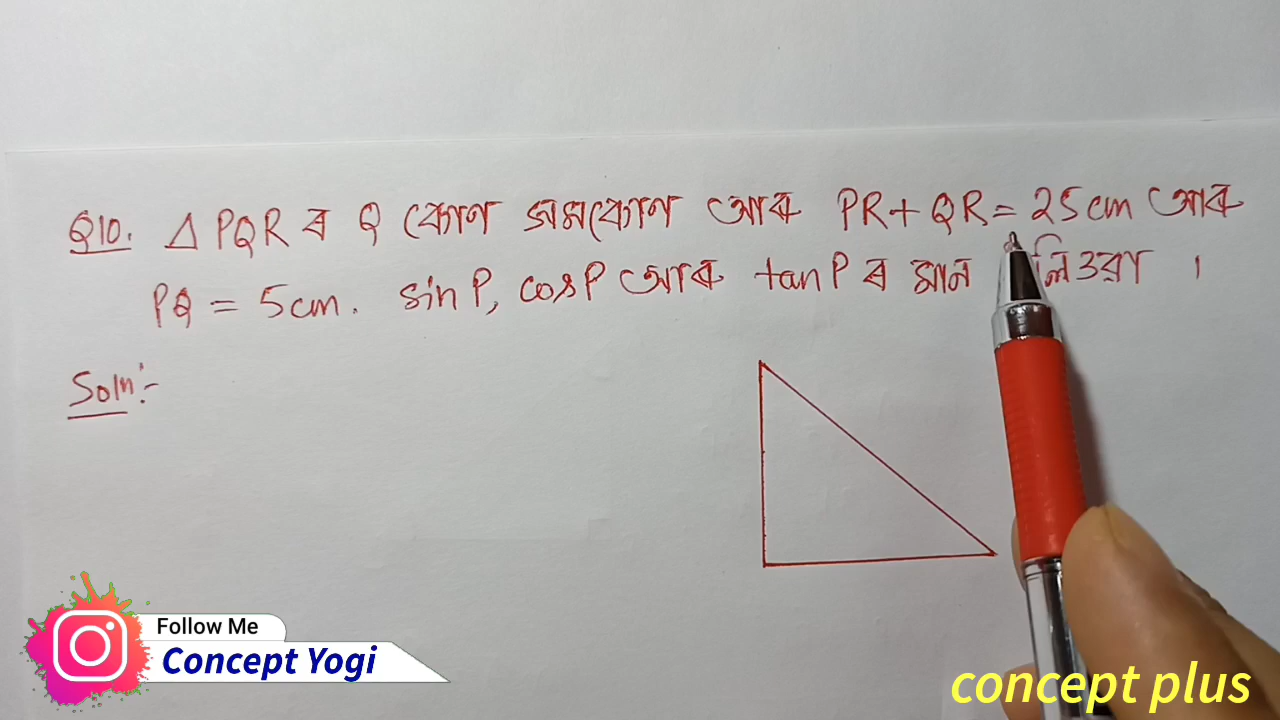 Q10. Δ PQR ৰ Q কোণ সমকোণ আৰু PR + QR = 25 cm আৰু
PQ = 5 cm. sin P, cos P আৰু tan P ৰ মান
Soln:-
Follow Me
Concept Yogi
concept plus